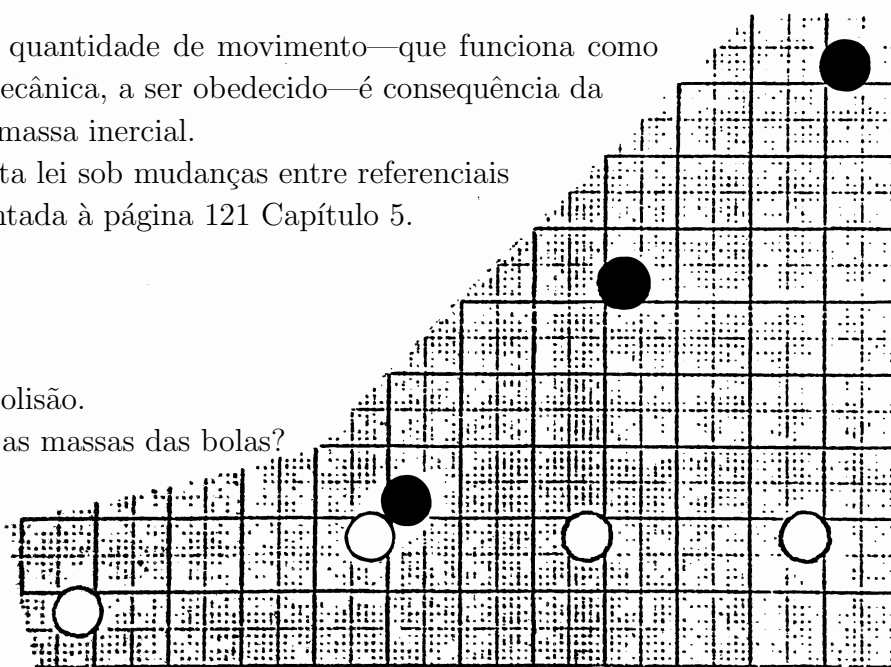 quantidade de movimento—que funciona como
ecânica, a ser obedecido—é consequência da
massa inercial.
ta lei sob mudanças entre referenciais
ntada à página 121 Capítulo 5.
olisão.
as massas das bolas?